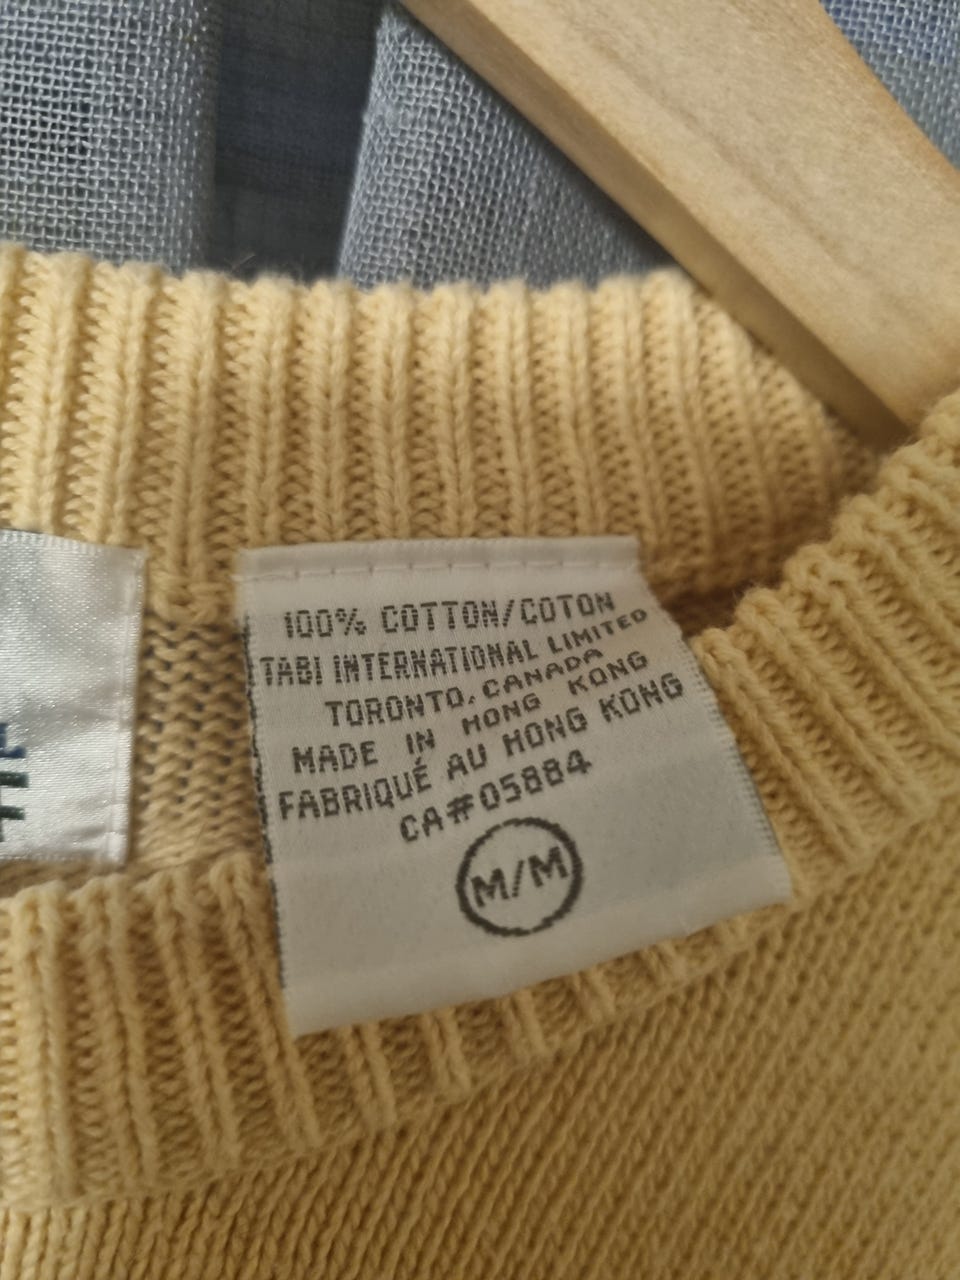 100% COTTON/COTON
TABI INTERNATIONAL LIMITED
TORONTO, CANADA
MADE IN HONG KONG
FABRIQUÉ AU HONG KONG
CA#05884
M/M